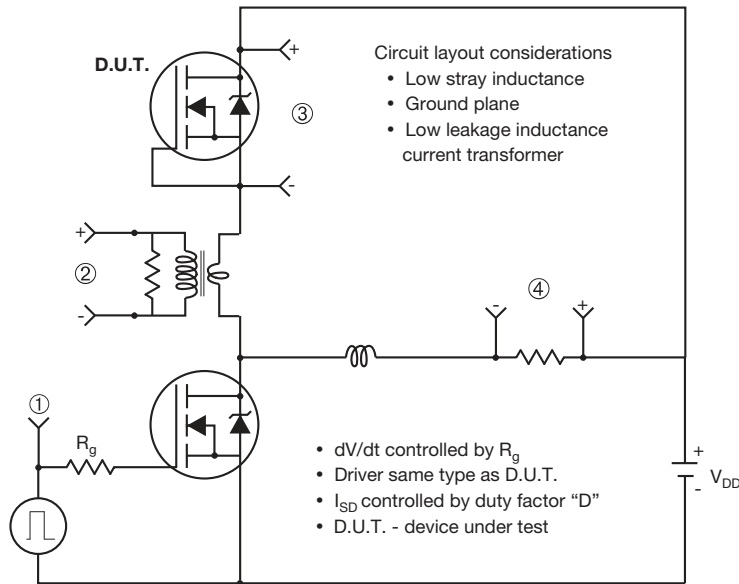 D.U.T.
+
Circuit layout considerations
• Low stray inductance
• Ground plane
• Low leakage inductance
current transformer
③
-
+
②
-
④
- +
①
Rg
+
VDD
-
• dV/dt controlled by Rg
• Driver same type as D.U.T.
• ISD controlled by duty factor “D”
• D.U.T. - device under test